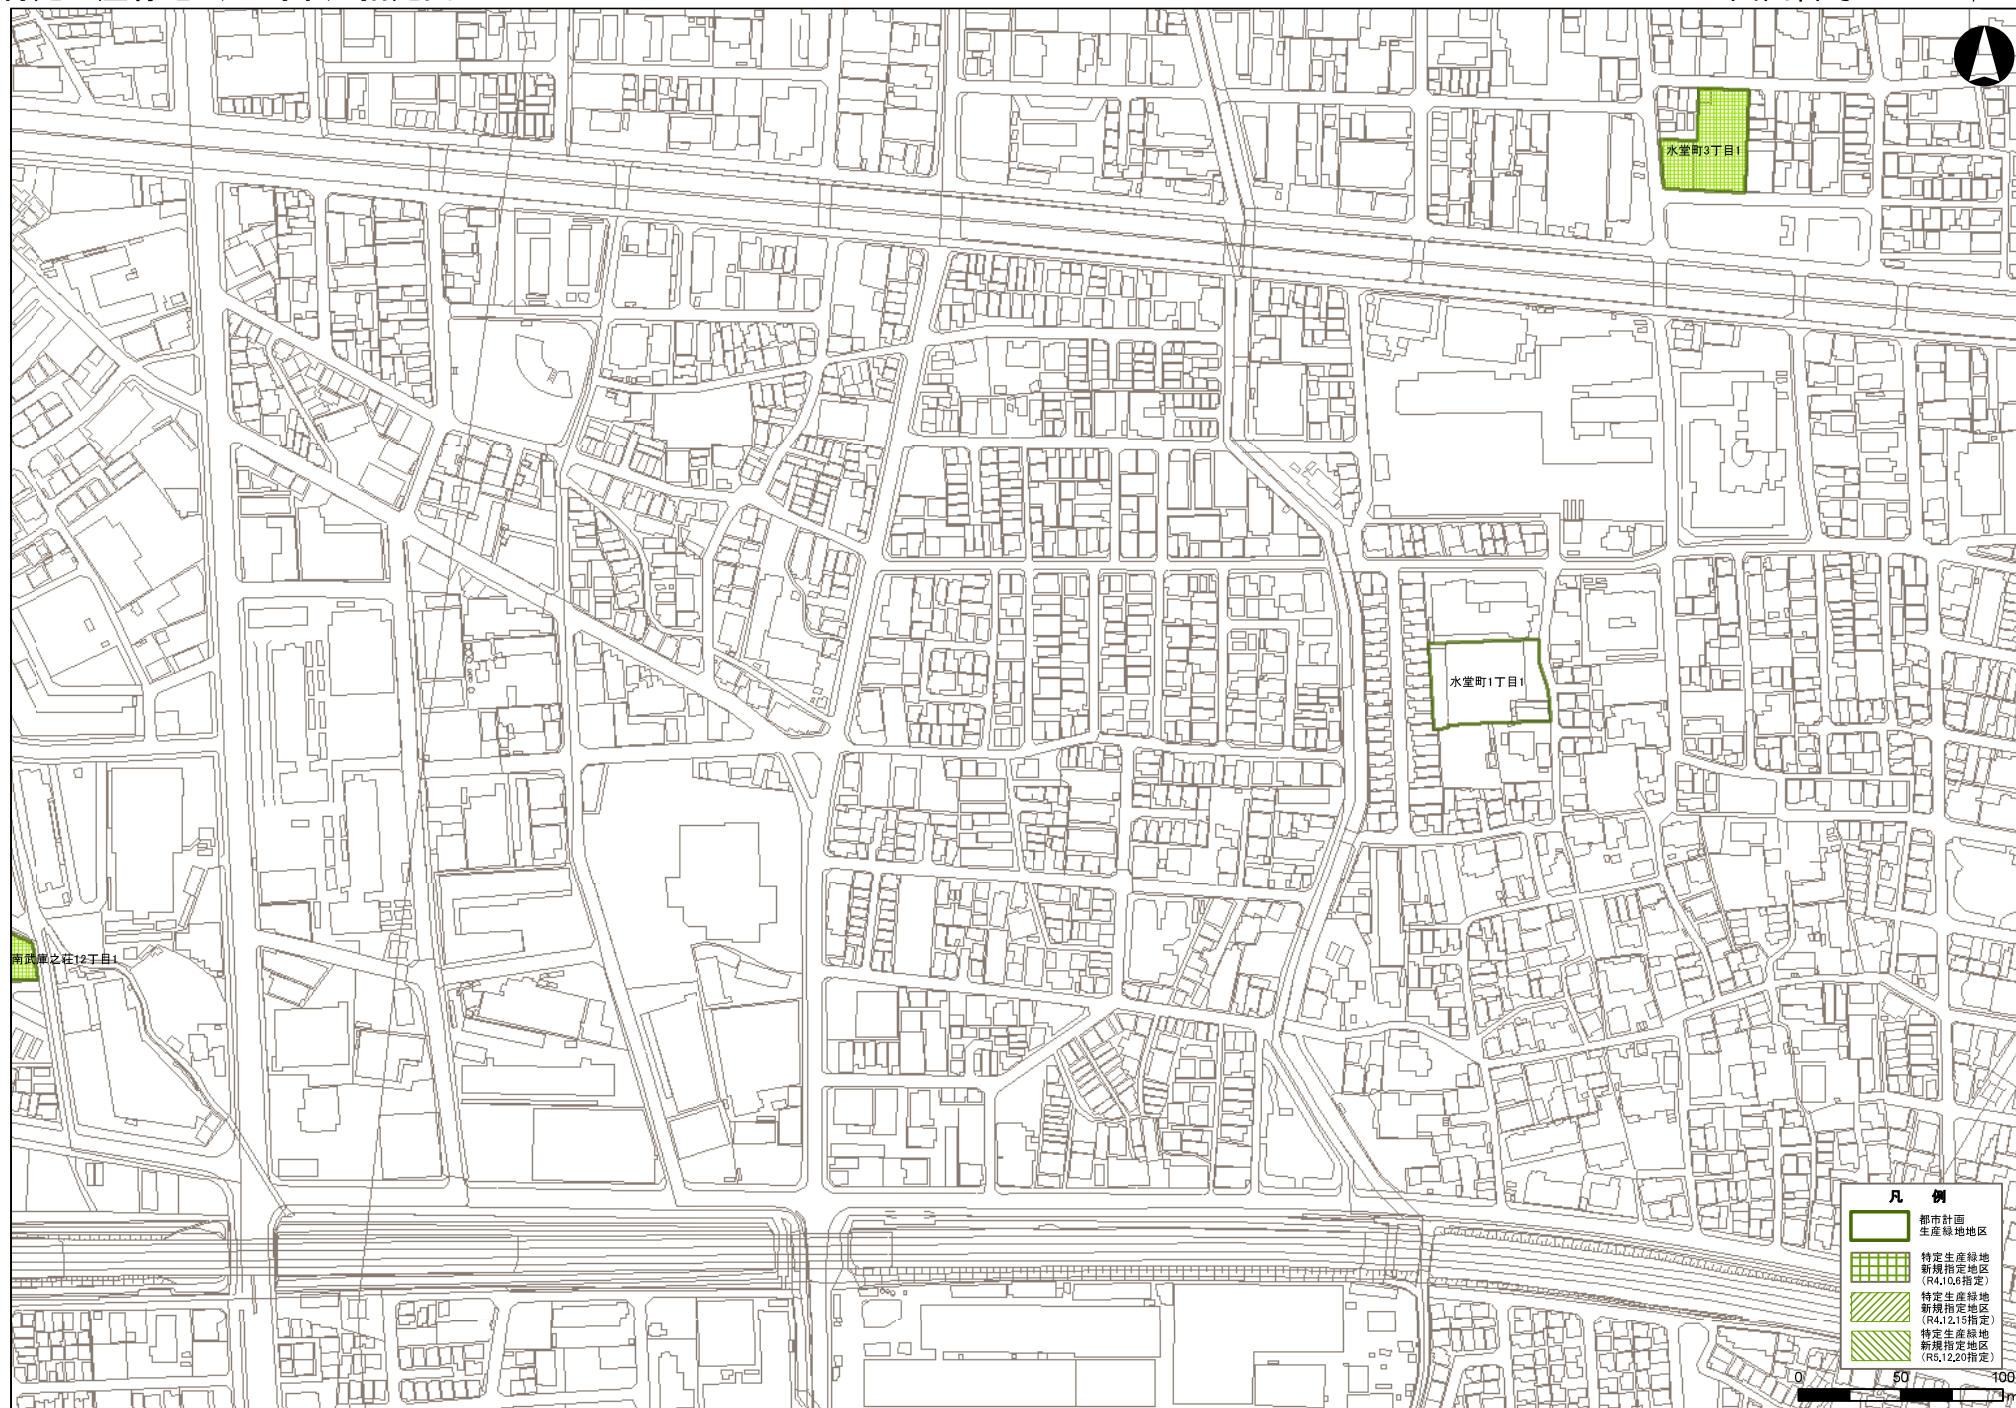 水堂町3丁目1
水堂町1丁目1
南武庫之荘12丁目1
凡 例
都市計画
生産緑地地区
特定生産緑地
新規指定地区
(R4.10.6指定)
特定生産緑地
新規指定地区
(R4.12.15指定)
特定生産緑地
新規指定地区
(R5.12.20指定)
0 50 100
m